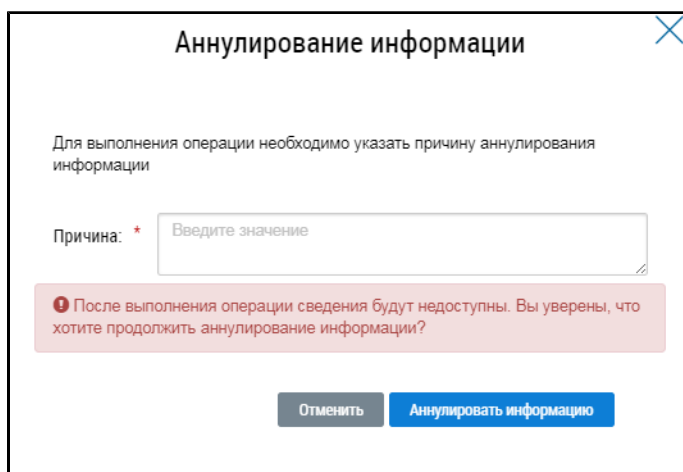 Аннулирование информации
Для выполнения операции необходимо указать причину аннулирования
информации
Причина: * Введите значение
После выполнения операции сведения будут недоступны. Вы уверены, что
хотите продолжить аннулирование информации?
Отменить Аннулировать информацию